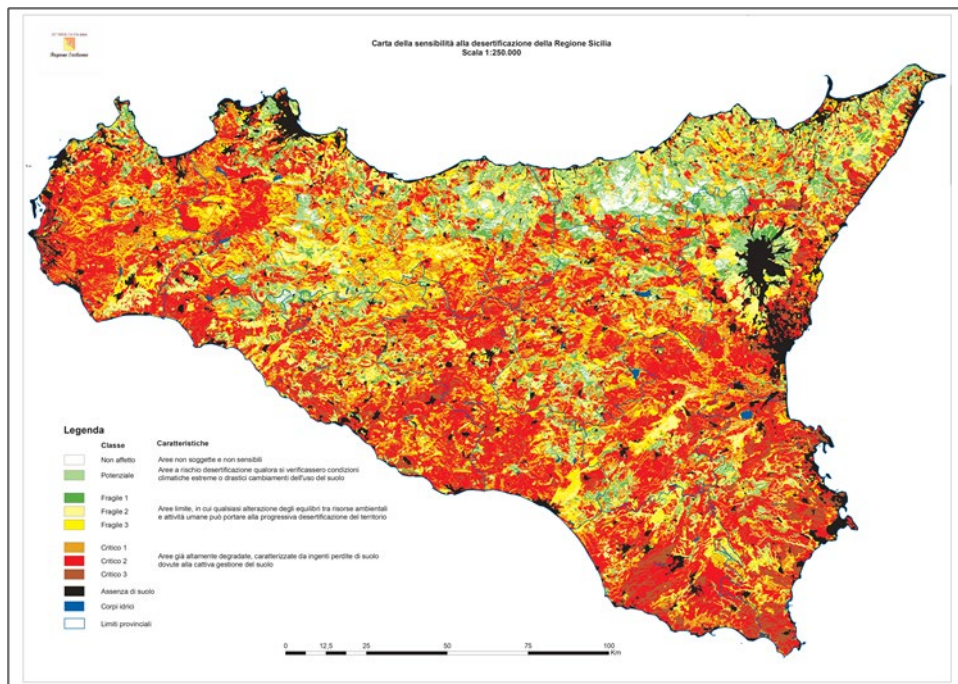 Regione Siciliana
Carta della sensibilità alla desertificazione della Regione Sicilia
Scala 1:250.000
Legenda
Classe Caratteristiche
Non affetto Aree non soggette e non sensibili
Potenziale Aree a rischio desertificazione qualora si verificassero condizioni
climatiche estreme o drastici cambiamenti dell'uso del suolo
Fragile 1
Fragile 2 Aree limite, in cui qualsiasi alterazione degli equilibri tra risorse ambientali
Fragile 3 e attività umane può portare alla progressiva desertificazione del territorio
Critico 1
Critico 2 Aree già altamente degradate, caratterizzate da ingenti perdite di suolo
dovute alla cattiva gestione del suolo
Critico 3
Assenza di suolo
Corpi idrici
Limiti provinciali
0 12,5 25 50 75 100
Km